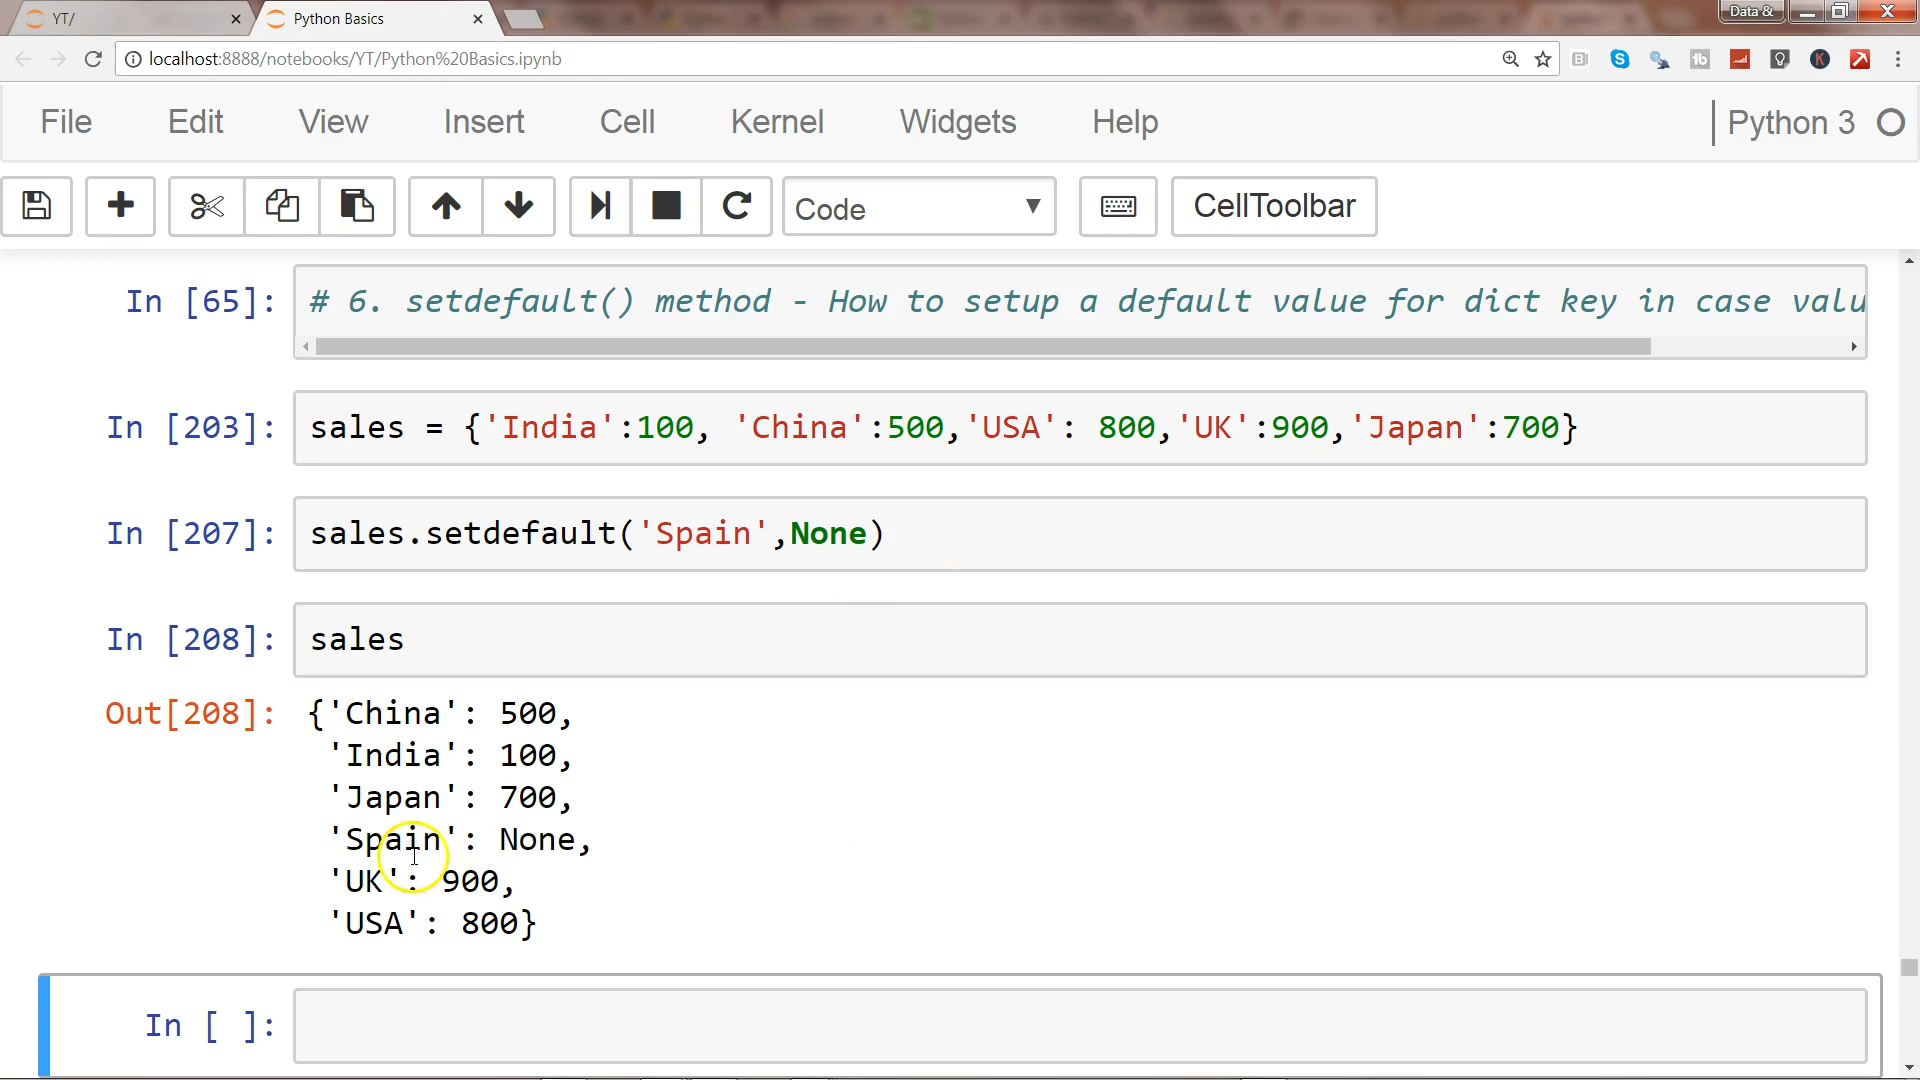 YT/
Python Basics
Data &
localhost:8888/notebooks/YT/Python%20Basics.ipynb
File Edit View Insert Cell Kernel Widgets Help Python 3
Code CellToolbar
In [65]: # 6. setdefault() method - How to setup a default value for dict key in case valu
In [203]: sales = {'India':100, 'China':500,'USA': 800,'UK':900,'Japan':700}
In [207]: sales.setdefault('Spain',None)
In [208]: sales
Out[208]: {'China': 500,
'India': 100,
'Japan': 700,
'Spain': None,
'UK': 900,
'USA': 800}
In [ ]: